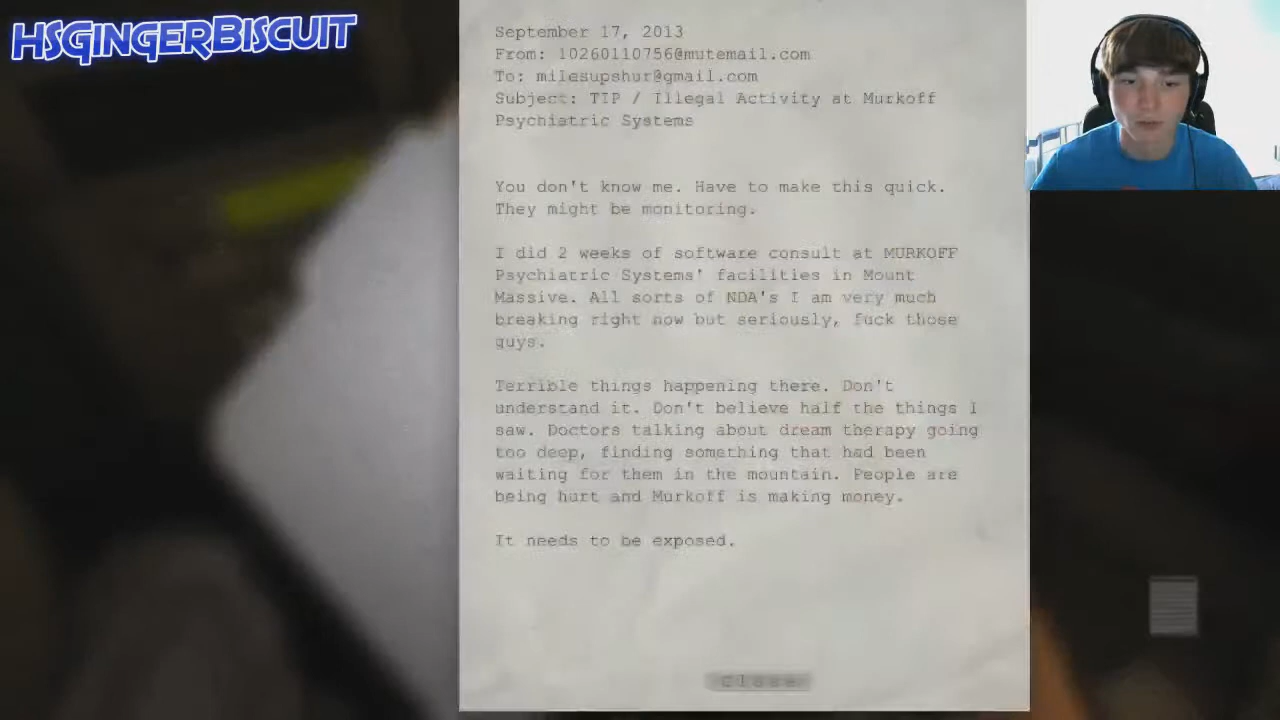 HSGINGERBISCUIT
September 17, 2013
From: 10260110756@mutemail.com
To: milesupshur@gmail.com
Subject: TIP / Illegal Activity at Murkoff
Psychiatric Systems
You don't know me. Have to make this quick.
They might be monitoring.
I did 2 weeks of software consult at MURKOFF
Psychiatric Systems' facilities in Mount
Massive. All sorts of NDA's I am very much
breaking right now but seriously, fuck those
guys.
Terrible things happening there. Don't
understand it. Don't believe half the things I
saw. Doctors talking about dream therapy going
too deep, finding something that had been
waiting for them in the mountain. People are
being hurt and Murkoff is making money.
It needs to be exposed.
Close